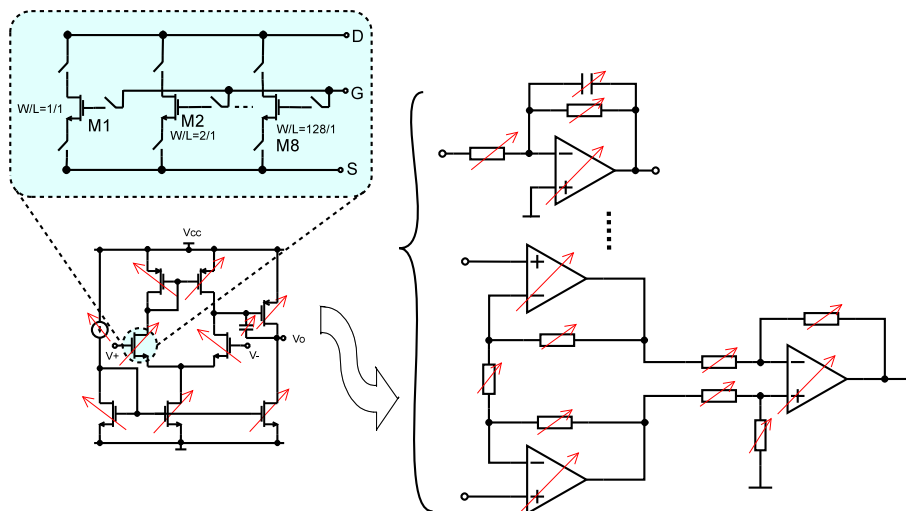 D
G
W/L=1/1
M1
M2
W/L=2/1
W/L=128/1
M8
S
Vcc
V+
V-
Vo